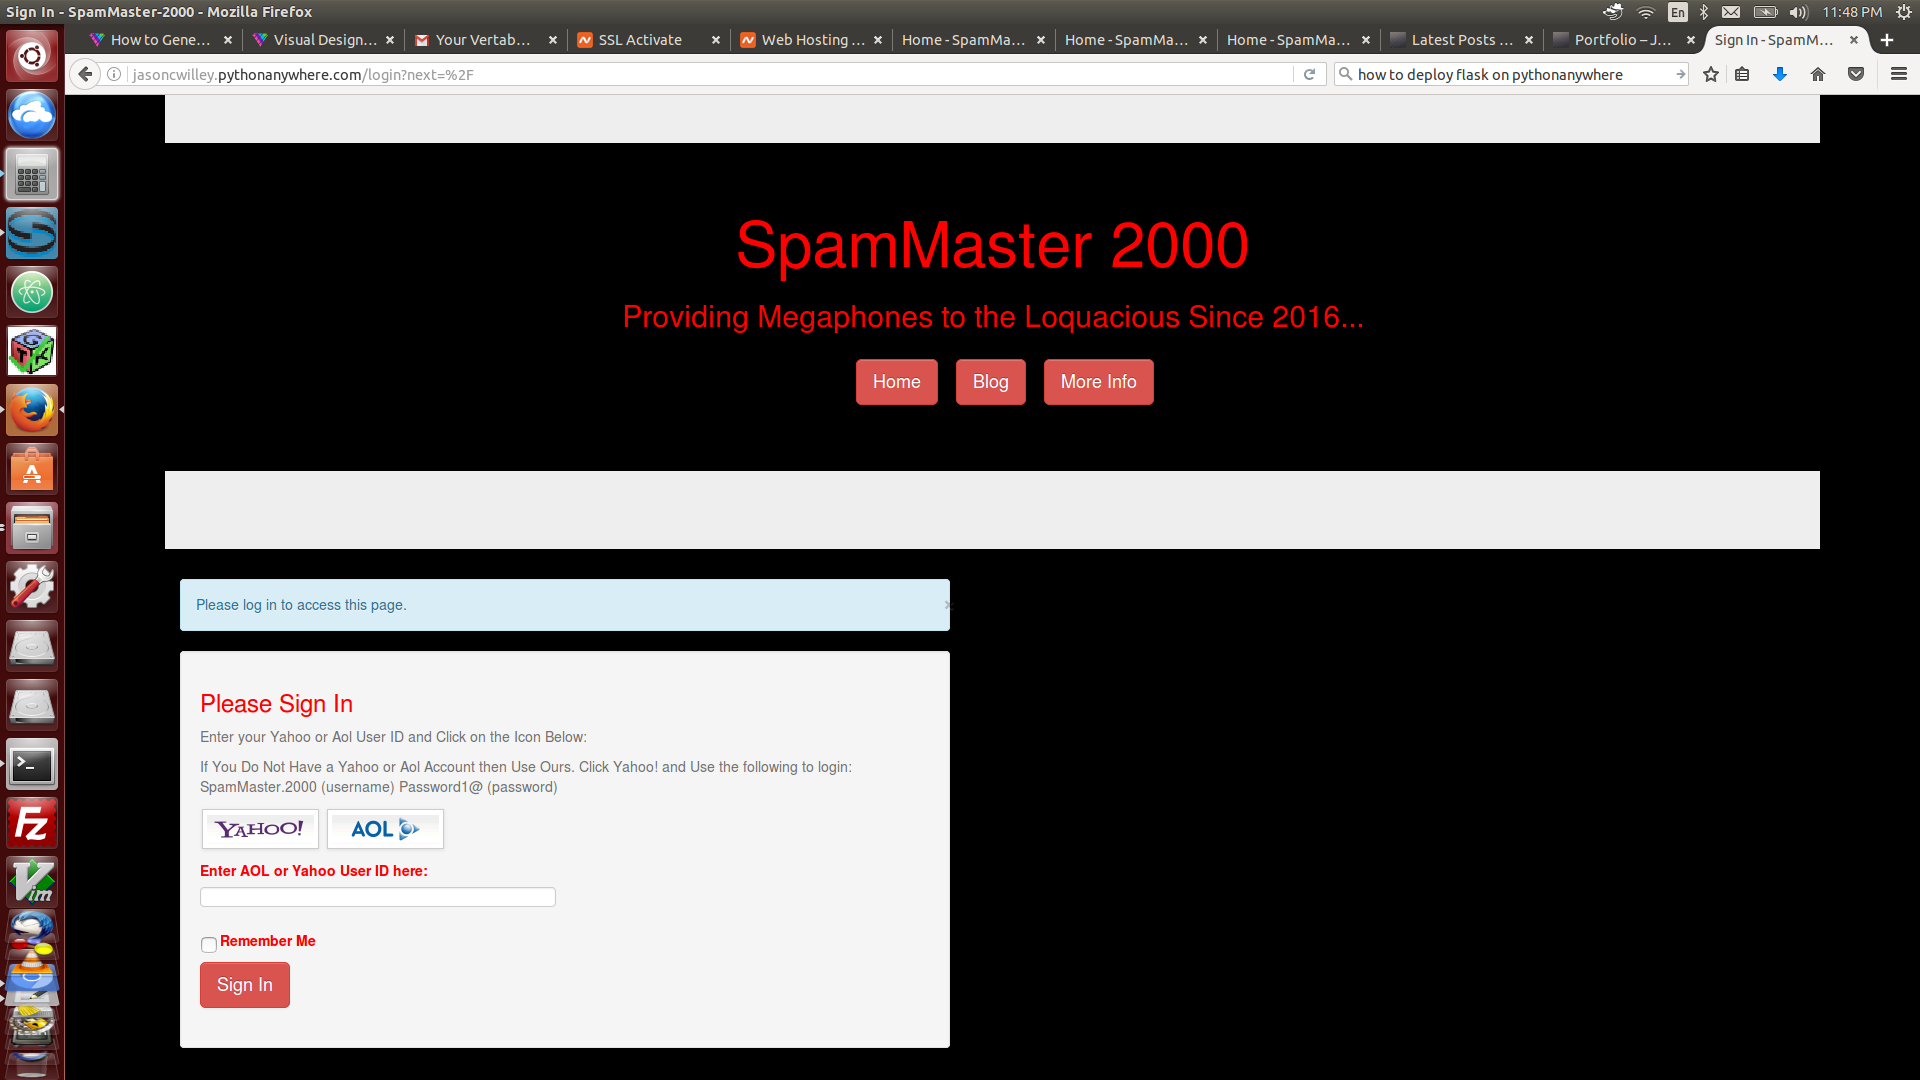 Sign In - SpamMaster-2000 - Mozilla Firefox
En
11:48 PM
How to Gene...
Visual Design...
Your Vertab...
SSL Activate
Web Hosting ...
Home - SpamMa...
Home - SpamMa...
Home - SpamMa...
Latest Posts ...
Portfolio – J...
Sign In - SpamM...
jasoncwilley.pythonanywhere.com/login?next=%2F
how to deploy flask on pythonanywhere
SpamMaster 2000
Providing Megaphones to the Loquacious Since 2016...
Home
Blog
More Info
Please log in to access this page.
×
Please Sign In
Enter your Yahoo or Aol User ID and Click on the Icon Below:
If You Do Not Have a Yahoo or Aol Account then Use Ours. Click Yahoo! and Use the following to login:
SpamMaster.2000 (username) Password1@ (password)
YAHOO!
AOL
Enter AOL or Yahoo User ID here:
Remember Me
Sign In
GTK
Fz
Vim